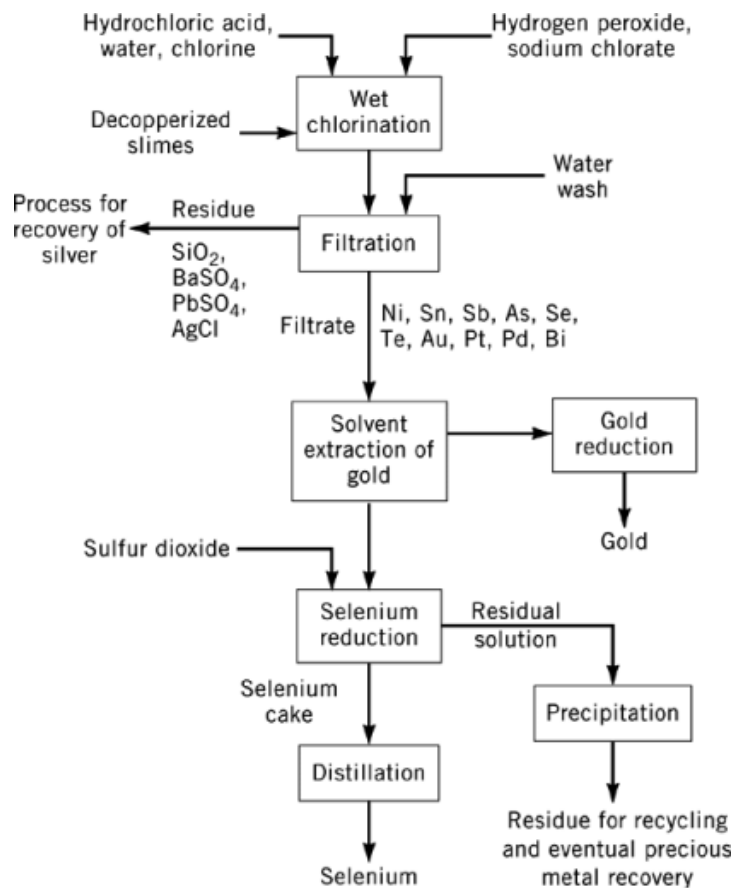 Hydrochloric acid,
water, chlorine
Hydrogen peroxide,
sodium chlorate
Wet
chlorination
Decopperized
slimes
Water
wash
Process for
recovery of
silver
Residue
SiO₂,
BaSO₄,
PbSO₄,
AgCl
Filtration
Filtrate
Ni, Sn, Sb, As, Se,
Te, Au, Pt, Pd, Bi
Solvent
extraction of
gold
Gold
reduction
Gold
Sulfur dioxide
Selenium
reduction
Residual
solution
Selenium
cake
Precipitation
Distillation
Residue for recycling
and eventual precious
metal recovery
Selenium